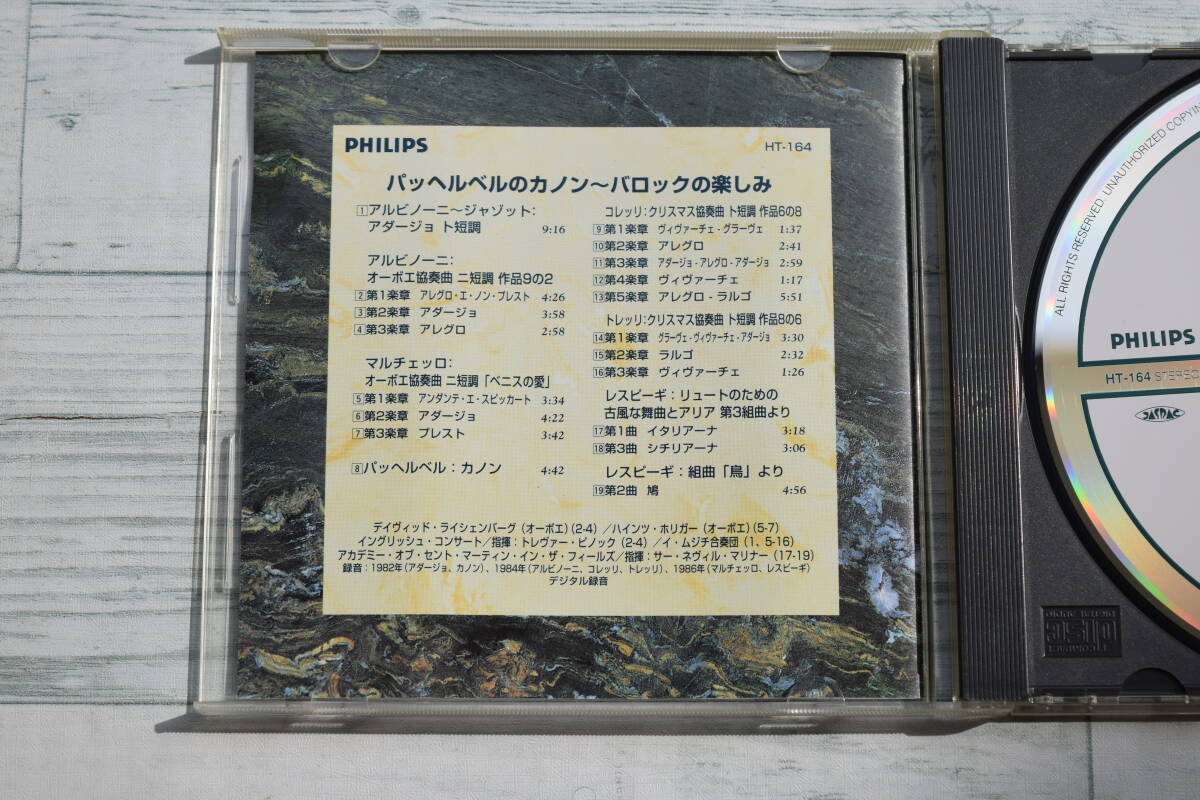 PHILIPS HT-164
パッヘルベルのカノン～バロックの楽しみ
1 アルビノーニ～ジャゾット:
アダージョ ト短調 9:16
アルビノーニ:
オーボエ協奏曲 ニ短調 作品9の2
2 第1楽章 アレグロ・エ・ノン・プレスト 4:26
3 第2楽章 アダージョ 3:58
4 第3楽章 アレグロ 2:58
マルチェッロ:
オーボエ協奏曲 ニ短調「ベニスの愛」
5 第1楽章 アンダンテ・エ・スピッカート 3:34
6 第2楽章 アダージョ 4:22
7 第3楽章 プレスト 3:42
8 パッヘルベル：カノン 4:42
コレッリ:クリスマス協奏曲 ト短調 作品6の8
9 第1楽章 ヴィヴァーチェ-グラーヴェ 1:37
10 第2楽章 アレグロ 2:41
11 第3楽章 アダージョ-アレグロ-アダージョ 2:59
12 第4楽章 ヴィヴァーチェ 1:17
13 第5楽章 アレグロ-ラルゴ 5:51
トレッリ:クリスマス協奏曲 ト短調 作品8の6
14 第1楽章 グラーヴェ-ヴィヴァーチェ-アダージョ 3:30
15 第2楽章 ラルゴ 2:32
16 第3楽章 ヴィヴァーチェ 1:26
レスピーギ：リュートのための
古風な舞曲とアリア 第3組曲より
17 第1曲 イタリアーナ 3:18
18 第3曲 シチリアーナ 3:06
レスピーギ：組曲「鳥」より
19 第2曲 鳩 4:56
デイヴィッド・ライシェンバーグ(オーボエ)(2-4)／ハインツ・ホリガー(オーボエ)(5-7)
イングリッシュ・コンサート／指揮：トレヴァー・ピノック(2-4)／イ・ムジチ合奏団(1、5-16)
アカデミー・オブ・セント・マーティン・イン・ザ・フィールズ／指揮：サー・ネヴィル・マリナー(17-19)
録音：1982年(アダージョ、カノン)、1984年(アルビノーニ、コレッリ、トレッリ)、1986年(マルチェッロ、レスピーギ)
デジタル録音
ALL RIGHTS RESERVED. UNAUTHORIZED COPYIN
PHILIPS
HT-164 STEREO
JASRAC